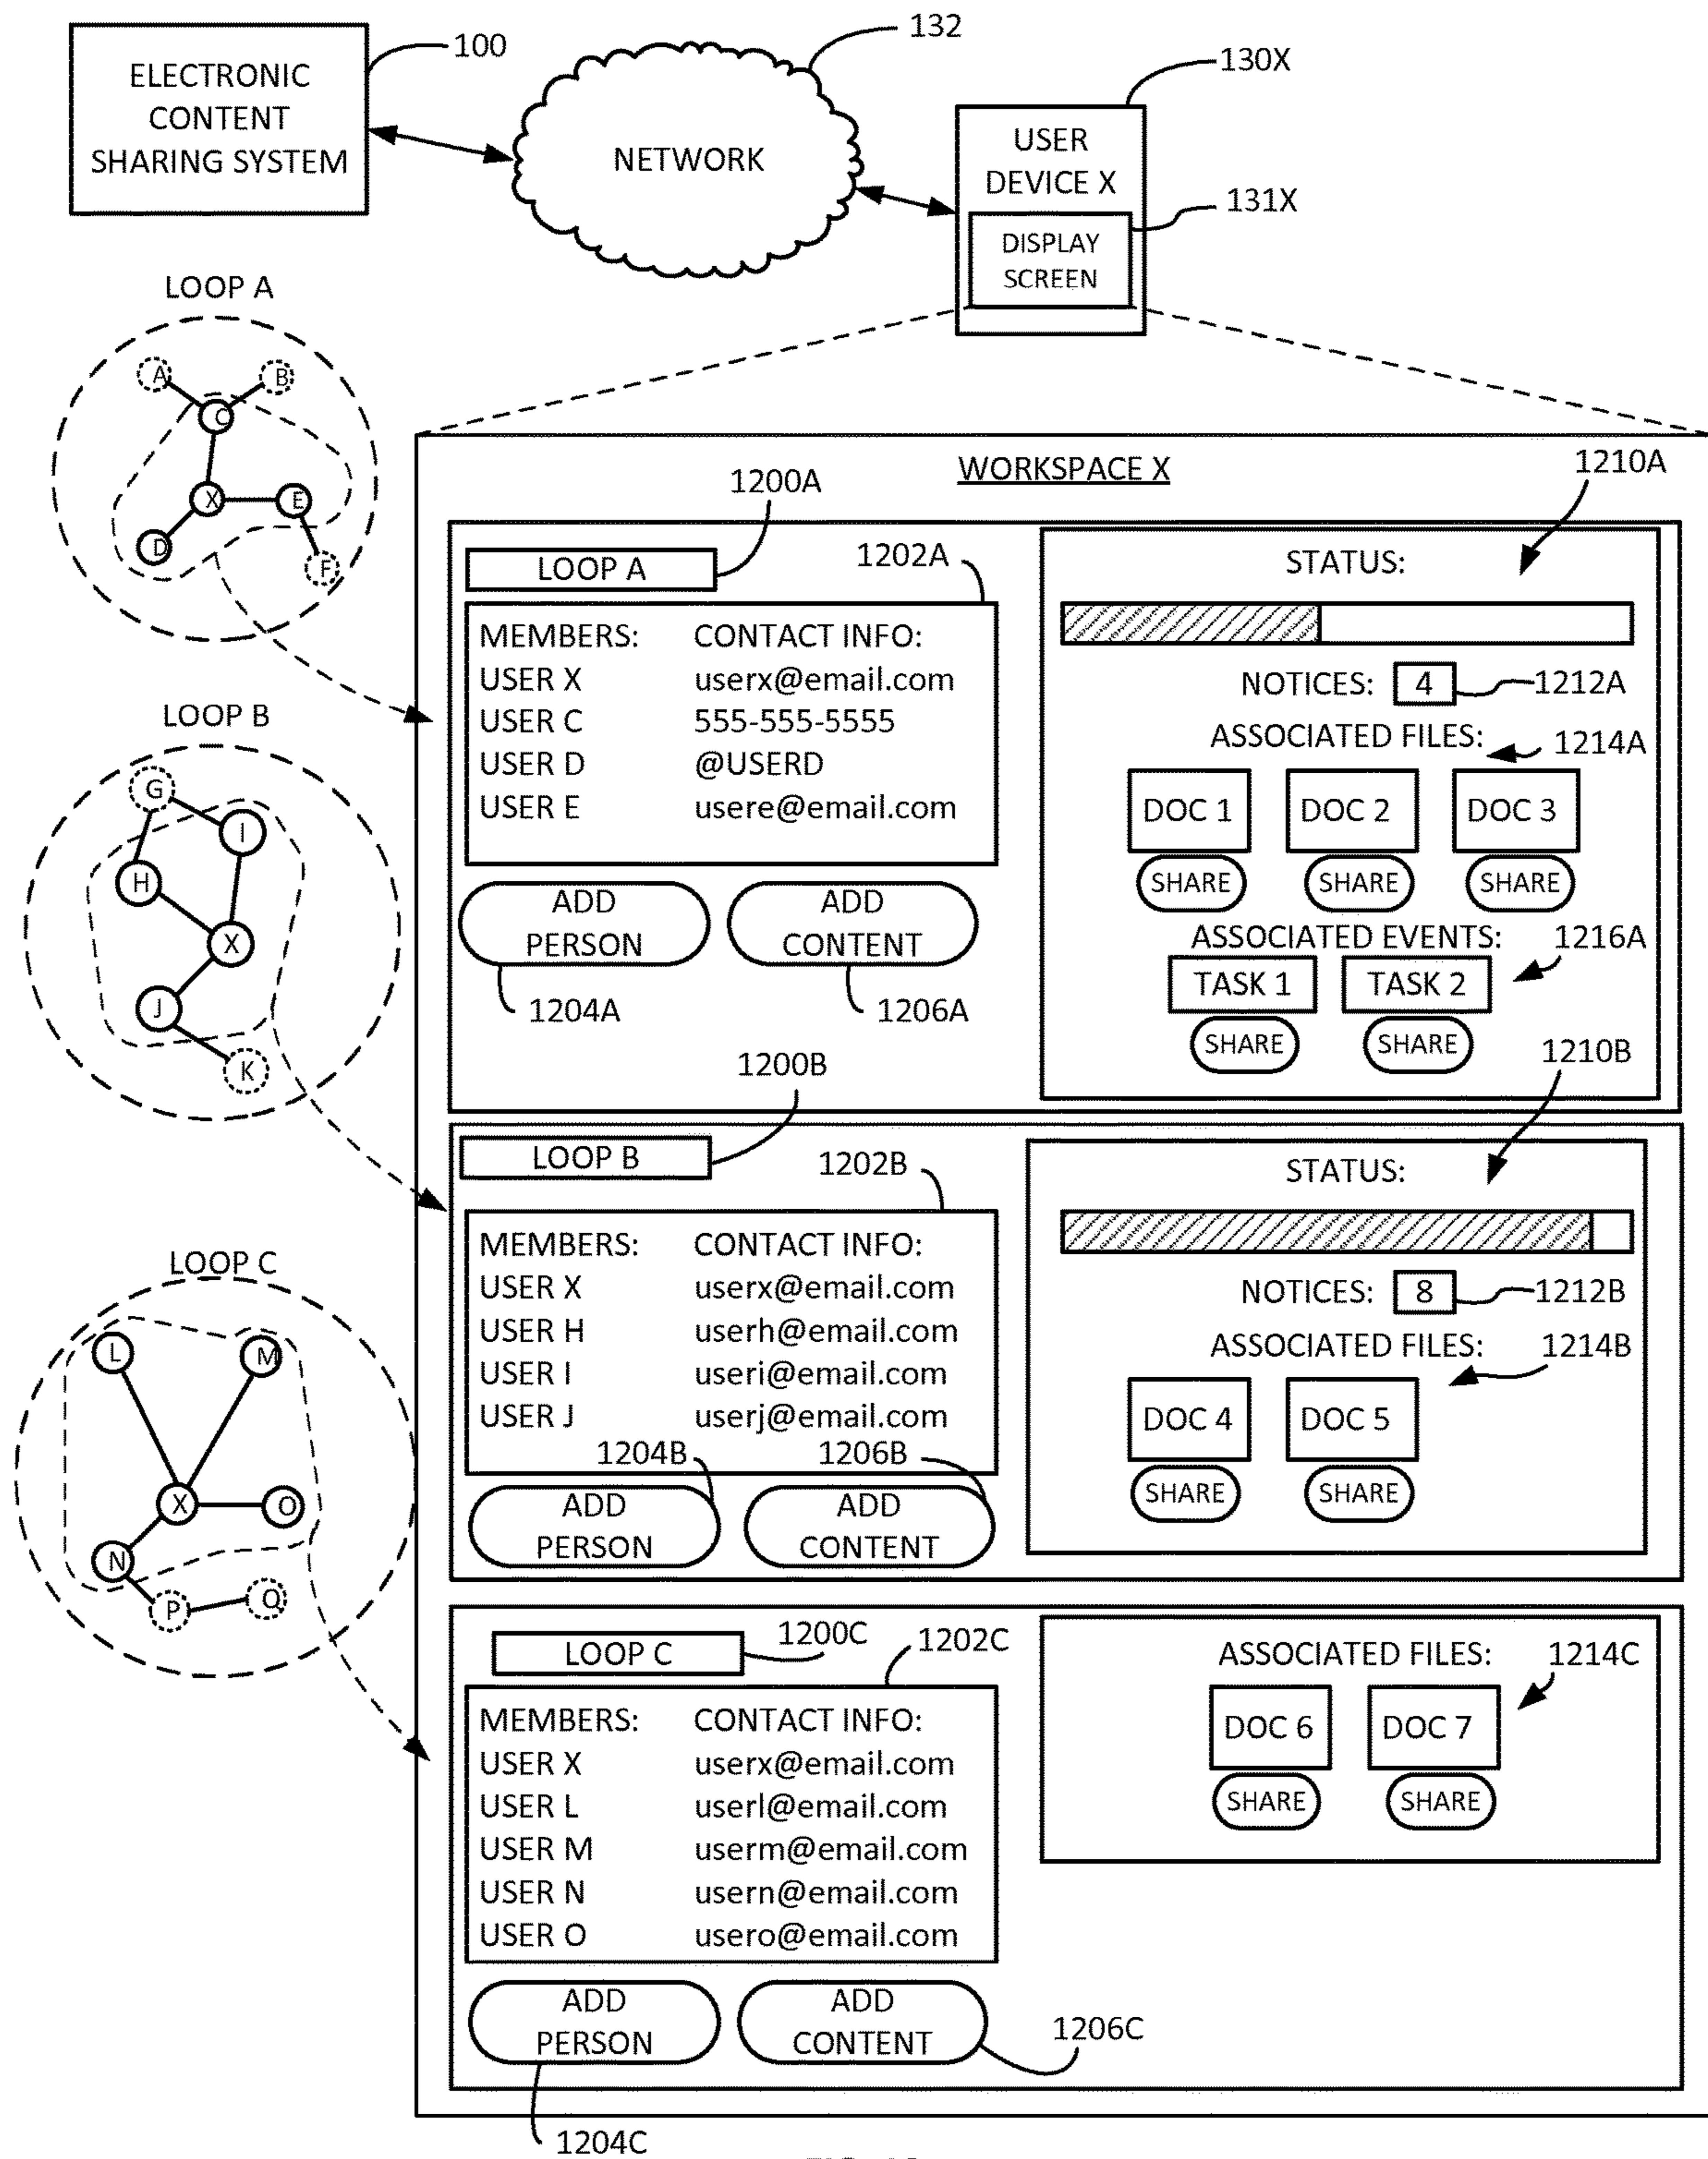 100
132
130X
ELECTRONIC
CONTENT
SHARING SYSTEM
NETWORK
USER
DEVICE X
131X
DISPLAY
SCREEN
LOOP A
A
B
C
X
E
D
F
LOOP B
G
I
H
X
J
K
LOOP C
L
M
X
O
N
P
Q
WORKSPACE X
1200A
1210A
LOOP A
1202A
MEMBERS: CONTACT INFO:
USER X userx@email.com
USER C 555-555-5555
USER D @USERD
USER E usere@email.com
ADD
PERSON
ADD
CONTENT
1204A
1206A
STATUS:
NOTICES: 4 1212A
ASSOCIATED FILES: 1214A
DOC 1 DOC 2 DOC 3
SHARE SHARE SHARE
ASSOCIATED EVENTS: 1216A
TASK 1 TASK 2
SHARE SHARE
1200B
1210B
LOOP B
1202B
MEMBERS: CONTACT INFO:
USER X userx@email.com
USER H userh@email.com
USER I useri@email.com
USER J userj@email.com
1204B 1206B
ADD
PERSON
ADD
CONTENT
STATUS:
NOTICES: 8 1212B
ASSOCIATED FILES: 1214B
DOC 4 DOC 5
SHARE SHARE
LOOP C
1200C
1202C
MEMBERS: CONTACT INFO:
USER X userx@email.com
USER L userl@email.com
USER M userm@email.com
USER N usern@email.com
USER O usero@email.com
ADD
PERSON
ADD
CONTENT
1206C
1204C
ASSOCIATED FILES: 1214C
DOC 6 DOC 7
SHARE SHARE